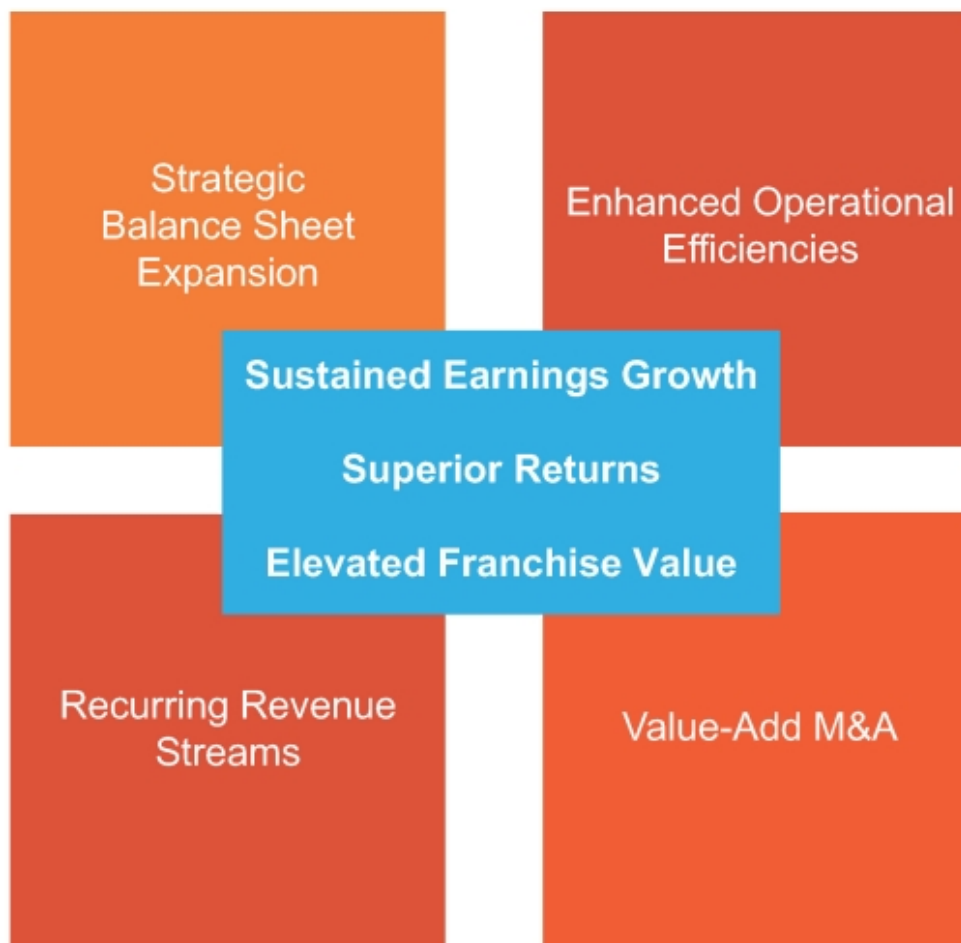 Strategic
Balance Sheet
Expansion
Enhanced Operational
Efficiencies
Sustained Earnings Growth
Superior Returns
Elevated Franchise Value
Recurring Revenue
Streams
Value-Add M&A